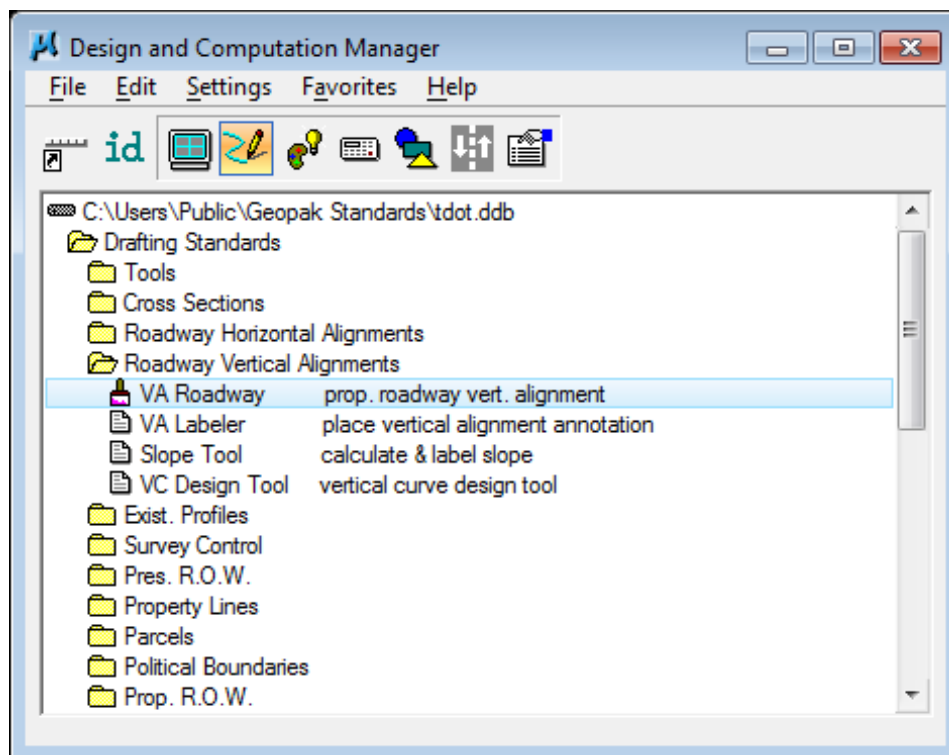 Design and Computation Manager
File Edit Settings Favorites Help
id
C:\Users\Public\Geopak Standards\tdot.ddb
Drafting Standards
Tools
Cross Sections
Roadway Horizontal Alignments
Roadway Vertical Alignments
VA Roadway prop. roadway vert. alignment
VA Labeler place vertical alignment annotation
Slope Tool calculate & label slope
VC Design Tool vertical curve design tool
Exist. Profiles
Survey Control
Pres. R.O.W.
Property Lines
Parcels
Political Boundaries
Prop. R.O.W.